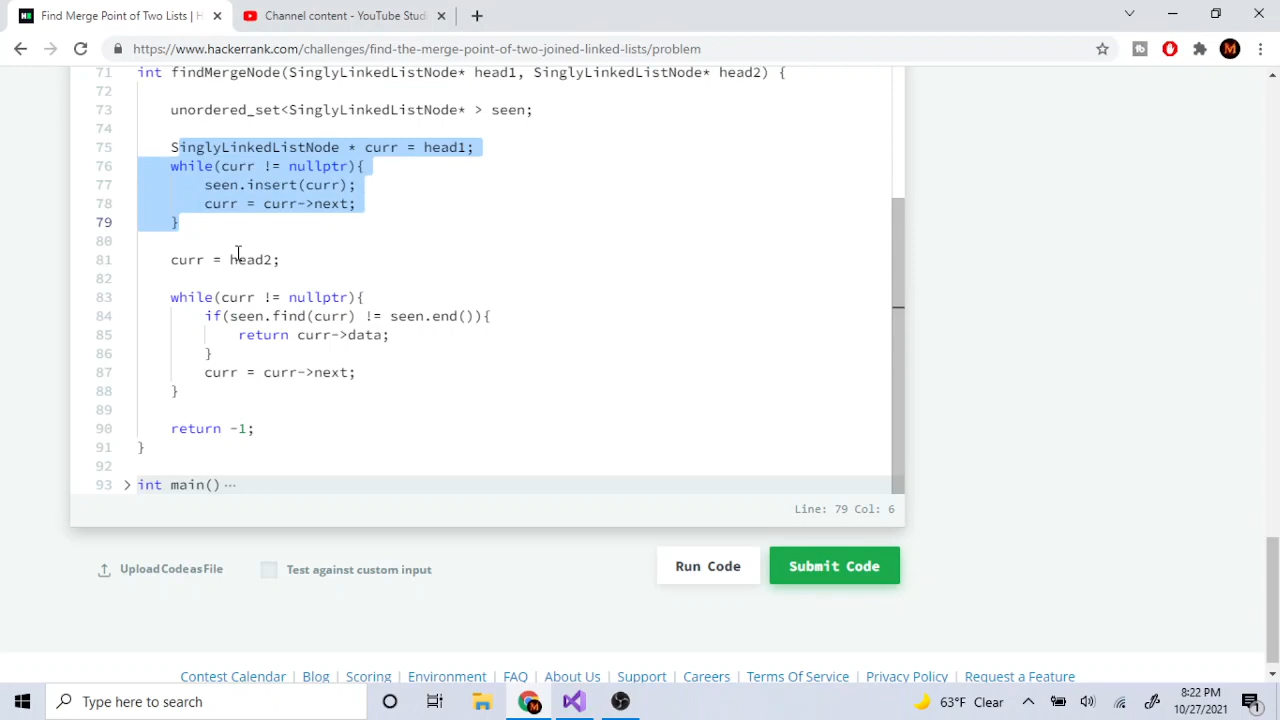 Find Merge Point of Two Lists | H
Channel content - YouTube Studi
https://www.hackerrank.com/challenges/find-the-merge-point-of-two-joined-linked-lists/problem
71 int findMergeNode(SinglyLinkedListNode* head1, SinglyLinkedListNode* head2) {
72
73 unordered_set<SinglyLinkedListNode* > seen;
74
75 SinglyLinkedListNode * curr = head1;
76 while(curr != nullptr){
77 seen.insert(curr);
78 curr = curr->next;
79 }
80
81 curr = head2;
82
83 while(curr != nullptr){
84 if(seen.find(curr) != seen.end()){
85 return curr->data;
86 }
87 curr = curr->next;
88 }
89
90 return -1;
91 }
92
93 > int main() ⋯
Line: 79 Col: 6
Upload Code as File
Test against custom input
Run Code
Submit Code
Contest Calendar | Blog | Scoring | Environment | FAQ | About Us | Support | Careers | Terms Of Service | Privacy Policy | Request a Feature
Type here to search
63°F Clear
8:22 PM
10/27/2021